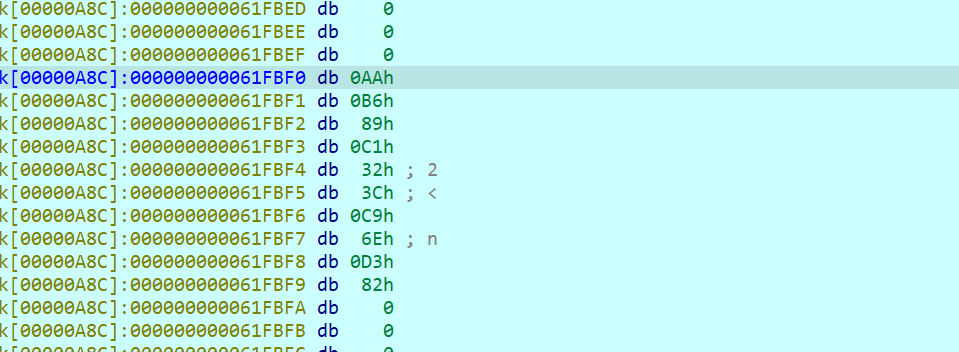 k[00000A8C]:000000000061FBED db    0
k[00000A8C]:000000000061FBEE db    0
k[00000A8C]:000000000061FBEF db    0
k[00000A8C]:000000000061FBF0 db 0AAh
k[00000A8C]:000000000061FBF1 db 0B6h
k[00000A8C]:000000000061FBF2 db  89h
k[00000A8C]:000000000061FBF3 db 0C1h
k[00000A8C]:000000000061FBF4 db  32h ; 2
k[00000A8C]:000000000061FBF5 db  3Ch ; <
k[00000A8C]:000000000061FBF6 db 0C9h
k[00000A8C]:000000000061FBF7 db  6Eh ; n
k[00000A8C]:000000000061FBF8 db 0D3h
k[00000A8C]:000000000061FBF9 db  82h
k[00000A8C]:000000000061FBFA db    0
k[00000A8C]:000000000061FBFB db    0